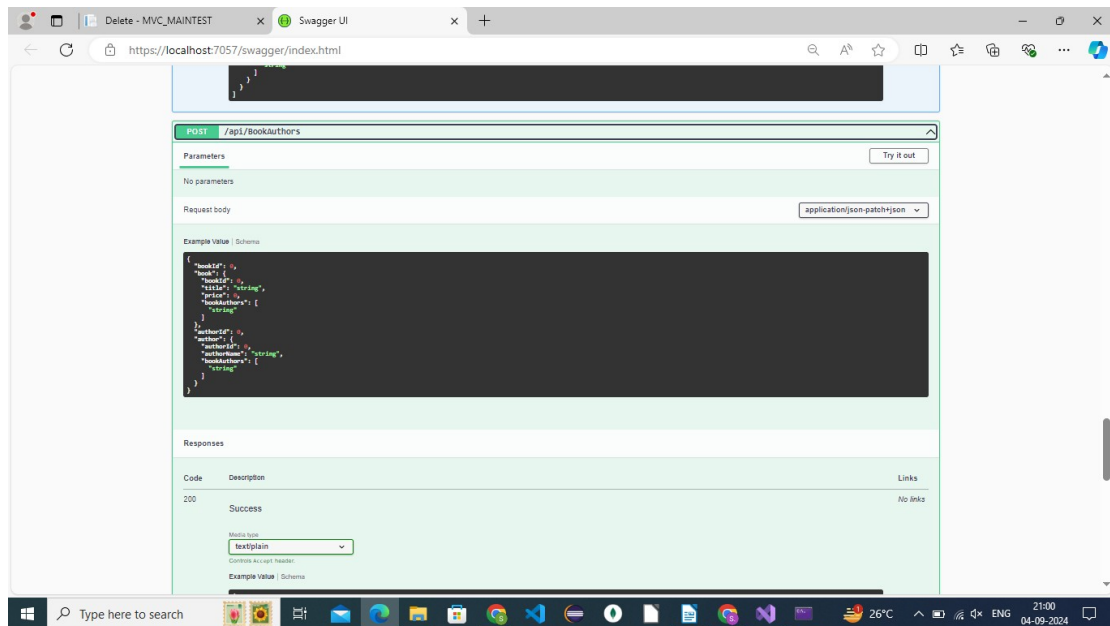 Delete - MVC_MAINTEST
Swagger UI
https://localhost:7057/swagger/index.html
]
}
]
POST /api/BookAuthors
Parameters
Try it out
No parameters
Request body
application/json-patch+json
Example Value | Schema
{
"bookId": 0,
"book": {
"bookId": 0,
"title": "string",
"price": 0,
"bookAuthors": [
"string"
]
},
"authorId": 0,
"author": {
"authorId": 0,
"authorName": "string",
"bookAuthors": [
"string"
]
}
}
Responses
Code Description Links
200 Success No links
Media type
text/plain
Controls Accept header.
Example Value | Schema
Type here to search
26°C
ENG
21:00
04-09-2024